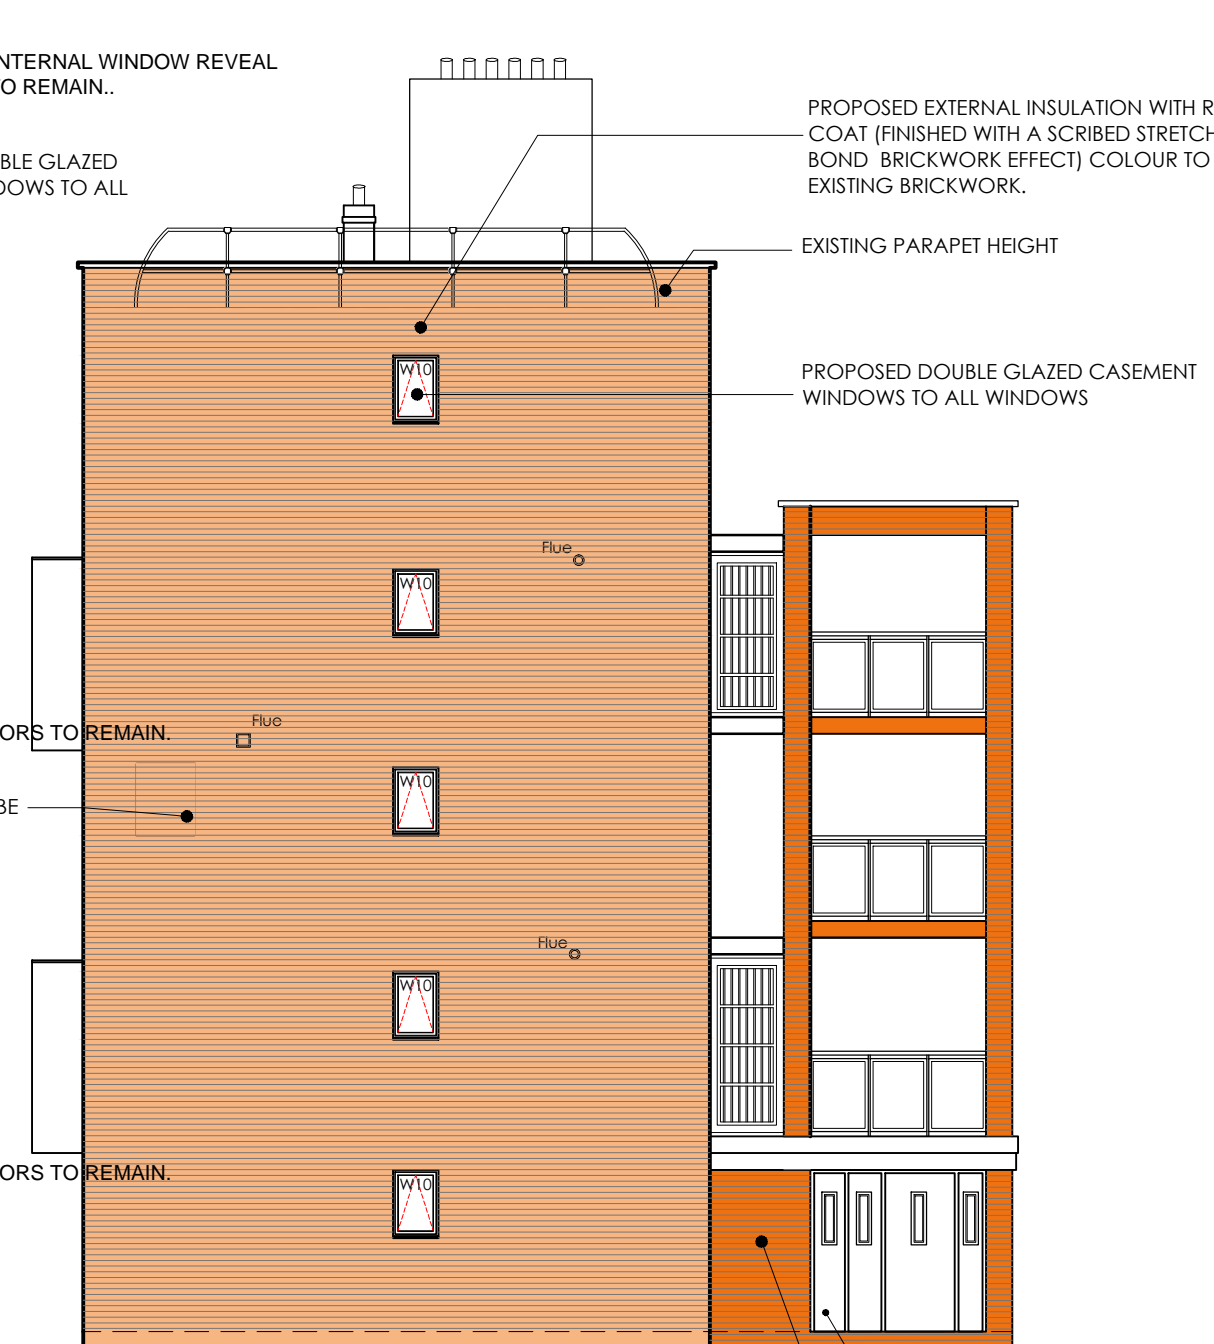 NTERNAL WINDOW REVEAL
TO REMAIN..
BLE GLAZED
DOWS TO ALL
PROPOSED EXTERNAL INSULATION WITH R
COAT (FINISHED WITH A SCRIBED STRETCH
BOND BRICKWORK EFFECT) COLOUR TO
EXISTING BRICKWORK.
EXISTING PARAPET HEIGHT
W10
PROPOSED DOUBLE GLAZED CASEMENT
WINDOWS TO ALL WINDOWS
Flue
W10
Flue
ORS TO REMAIN.
W10
BE
Flue
W10
ORS TO REMAIN.
W10